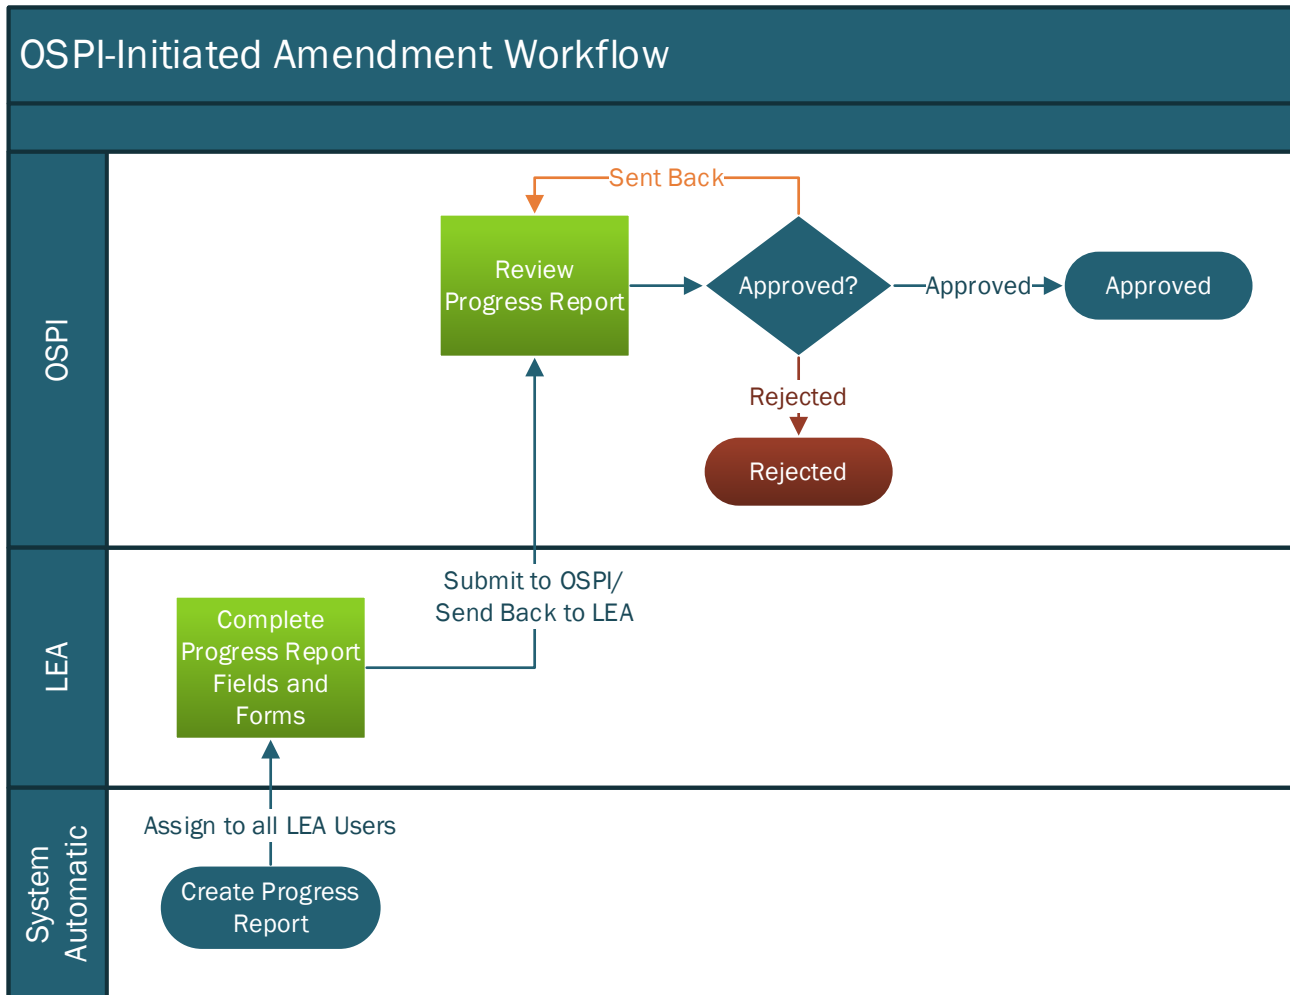 OSPI-Initiated Amendment Workflow
OSPI
Sent Back
Review
Progress Report
Approved?
Approved
Approved
Rejected
Rejected
LEA
Submit to OSPI/
Send Back to LEA
Complete
Progress Report
Fields and
Forms
System
Automatic
Assign to all LEA Users
Create Progress
Report